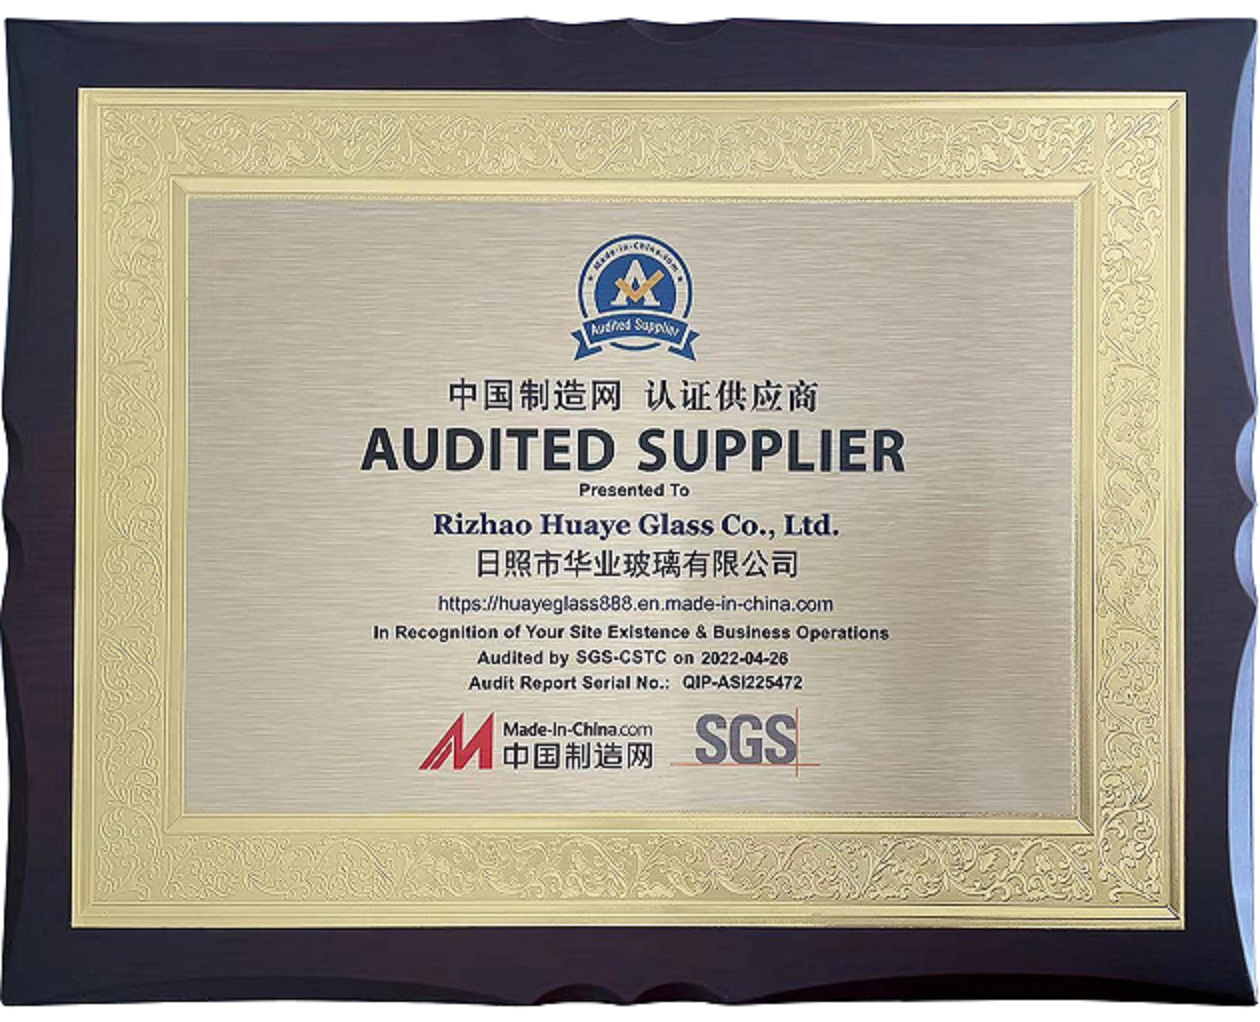 Made-in-China.com
A
Audited Supplier
中国制造网 认证供应商
AUDITED SUPPLIER
Presented To
Rizhao Huaye Glass Co., Ltd.
日照市华业玻璃有限公司
https://huayeglass888.en.made-in-china.com
In Recognition of Your Site Existence & Business Operations
Audited by SGS-CSTC on 2022-04-26
Audit Report Serial No.: QIP-ASI225472
Made-in-China.com
中国制造网
SGS